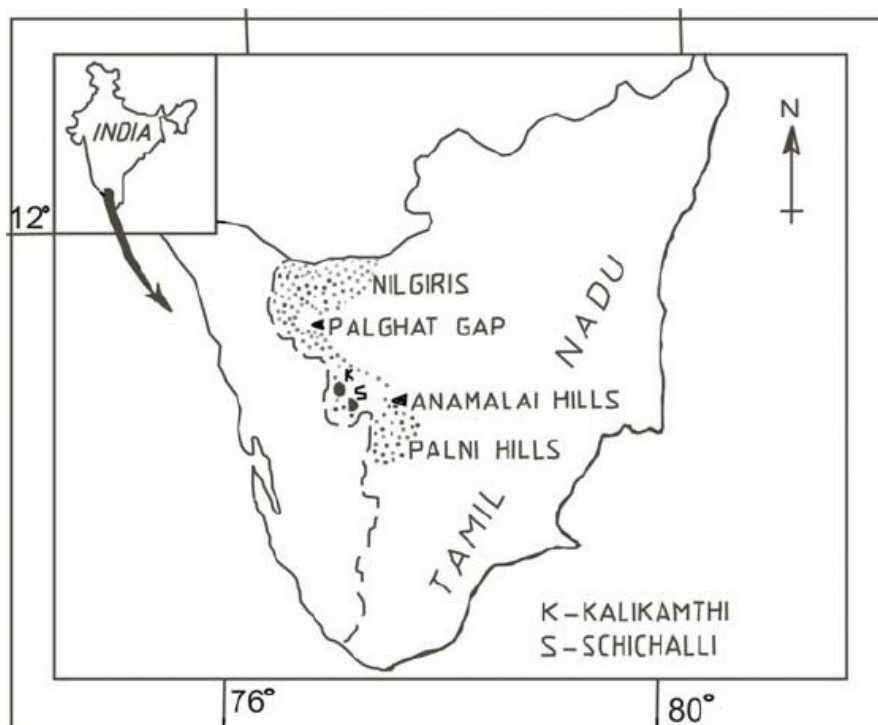 INDIA
N
12°
NILGIRIS
PALGHAT GAP
NADU
K
S
ANAMALAI HILLS
PALNI HILLS
TAMIL
K-KALIKAMTHI
S-SCHICHALLI
76°
80°